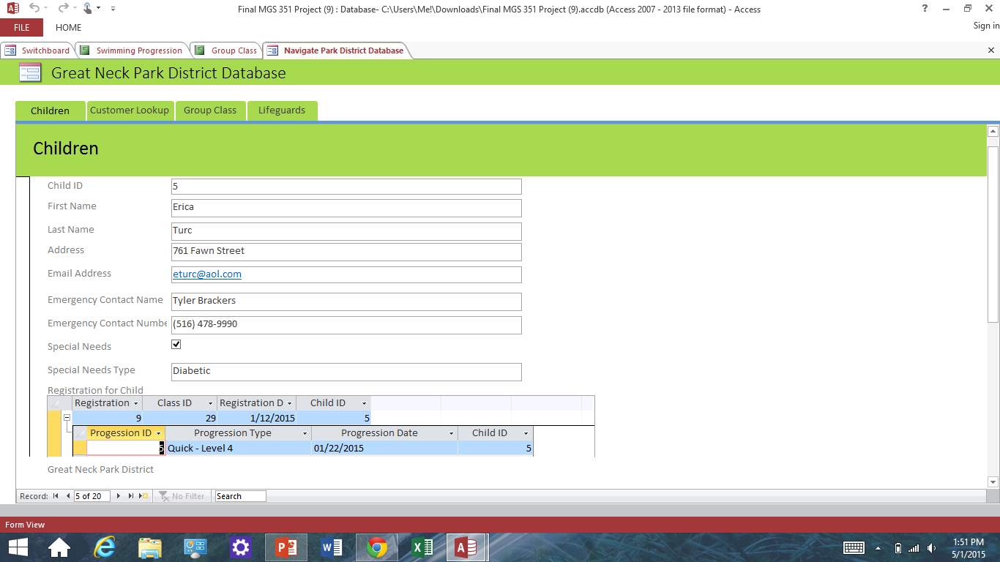 Final MGS 351 Project (9) : Database- C:\Users\Me!\Downloads\Final MGS 351 Project (9).accdb (Access 2007 - 2013 file format) - Access
FILE HOME Sign in
Switchboard Swimming Progression Group Class Navigate Park District Database
Great Neck Park District Database
Children Customer Lookup Group Class Lifeguards
Children
Child ID 5
First Name Erica
Last Name Turc
Address 761 Fawn Street
Email Address eturc@aol.com
Emergency Contact Name Tyler Brackers
Emergency Contact Numbe (516) 478-9990
Special Needs
Special Needs Type Diabetic
Registration for Child
Registration Class ID Registration D Child ID
9 29 1/12/2015 5
Progession ID Progression Type Progression Date Child ID
5 Quick - Level 4 01/22/2015 5
Great Neck Park District
Record: 5 of 20 No Filter Search
Form View
1:51 PM
5/1/2015